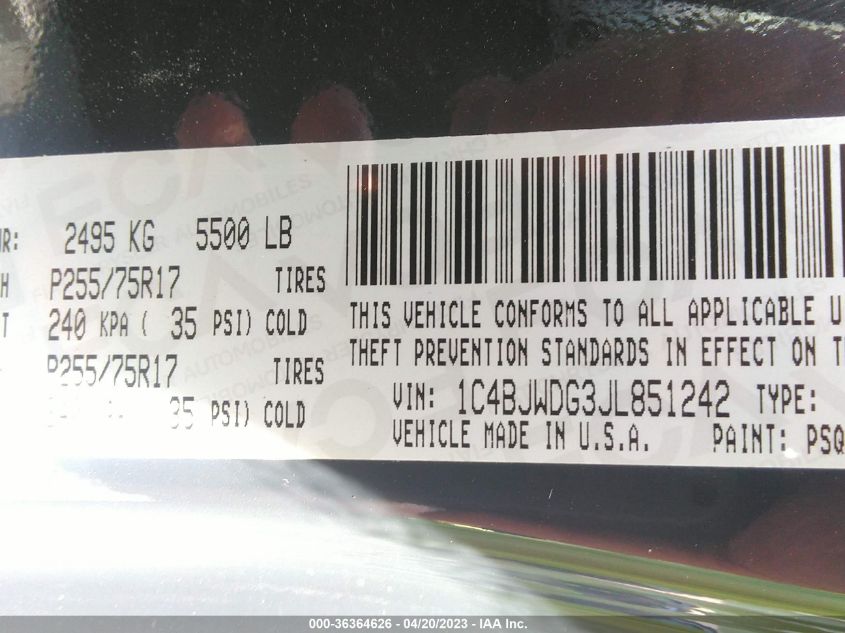 2495 KG 5500 LB
P255/75R17 TIRES
240 KPA ( 35 PSI) COLD
P255/75R17 TIRES
35 PSI) COLD
THIS VEHICLE CONFORMS TO ALL APPLICABLE U
THEFT PREVENTION STANDARDS IN EFFECT ON
VIN: 1C4BJWDG3JL851242 TYPE:
VEHICLE MADE IN U.S.A. PAINT: PSQ
000-36364626 - 04/20/2023 - IAA Inc.